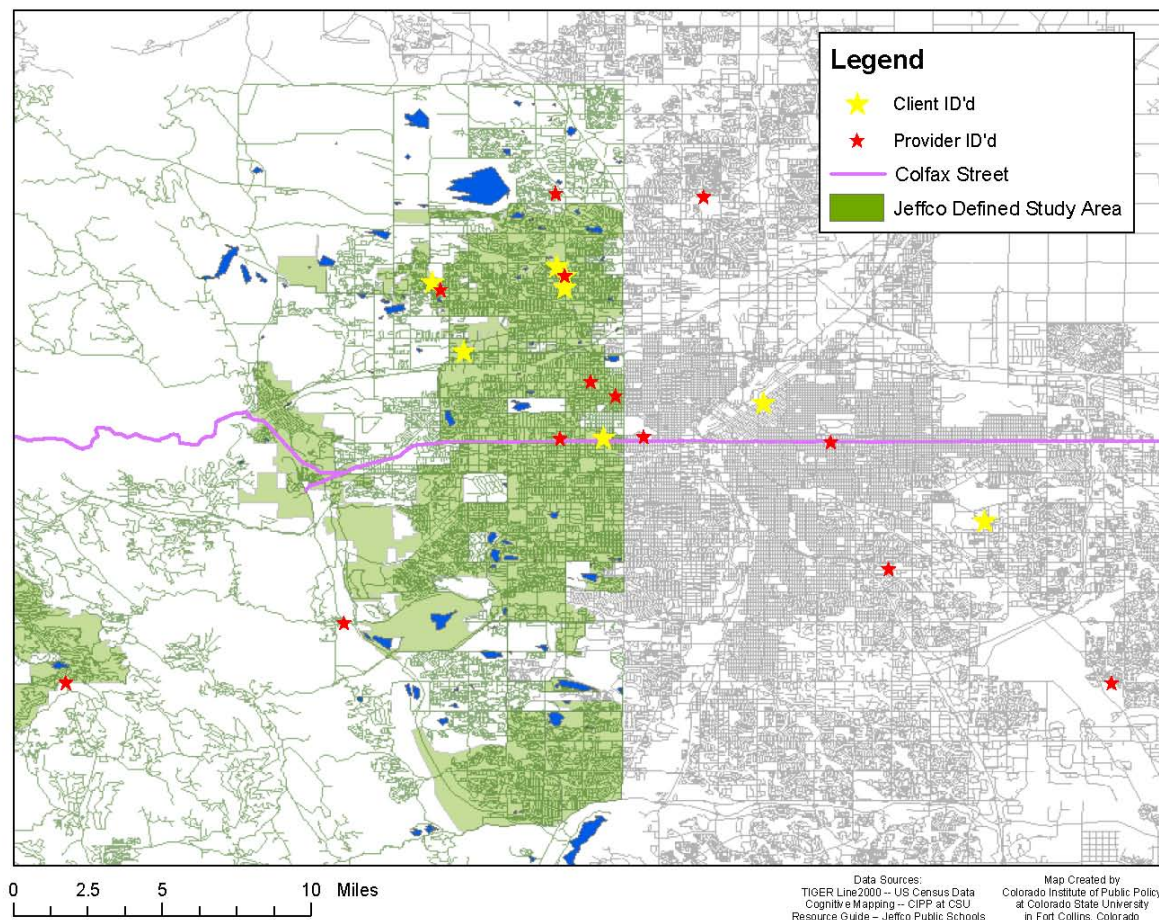 Legend
Client ID'd
Provider ID'd
Colfax Street
Jeffco Defined Study Area
0 2.5 5 10 Miles
Data Sources:
TIGER Line2000 -- US Census Data
Cognitive Mapping -- CIPP at CSU
Resource Guide – Jeffco Public Schools
Map Created by
Colorado Institute of Public Policy
at Colorado State University
in Fort Collins, Colorado